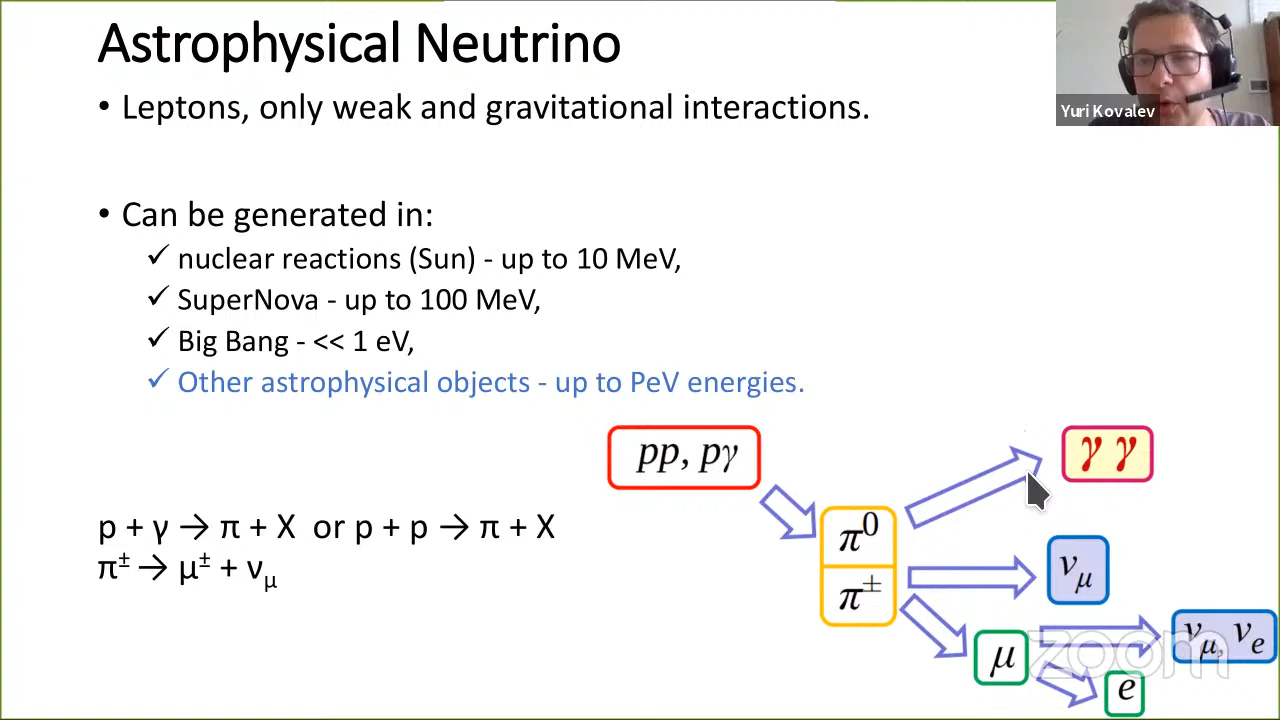 Astrophysical Neutrino
Yuri Kovalev
• Leptons, only weak and gravitational interactions.
• Can be generated in:
✓ nuclear reactions (Sun) - up to 10 MeV,
✓ SuperNova - up to 100 MeV,
✓ Big Bang - << 1 eV,
✓ Other astrophysical objects - up to PeV energies.
pp, pγ
γ γ
p + γ → π + X or p + p → π + X
π± → μ± + νμ
π⁰
π±
νμ
μ
νμ, νe
e
zoom